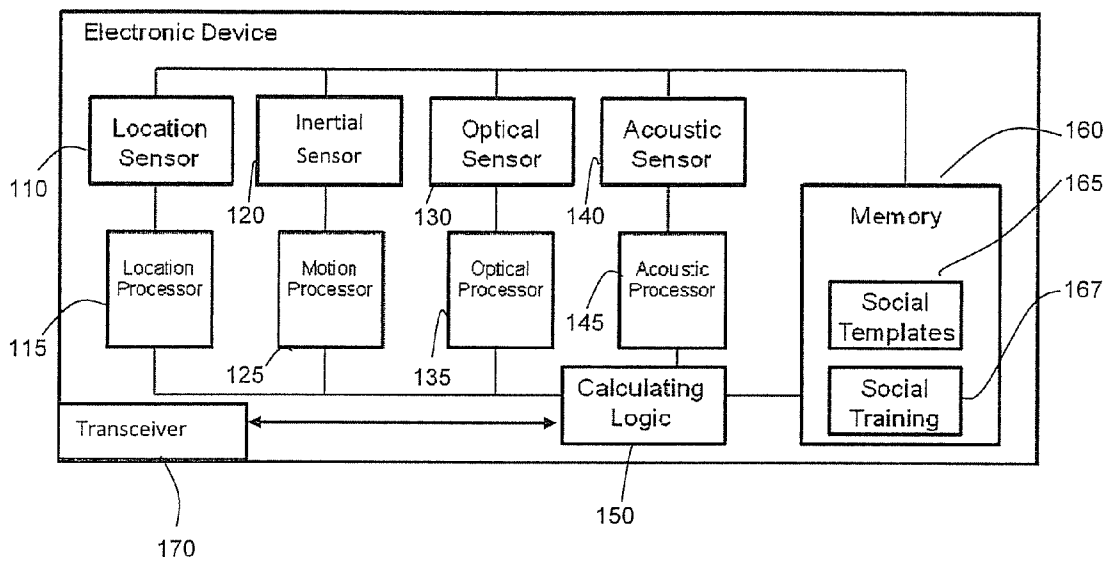 Electronic Device
Location
Sensor
Inertial
Sensor
Optical
Sensor
Acoustic
Sensor
160
110
120
130
140
165
Memory
Location
Processor
Motion
Processor
Optical
Processor
Acoustic
Processor
167
Social
Templates
115
125
135
145
Calculating
Logic
Social
Training
Transceiver
150
170